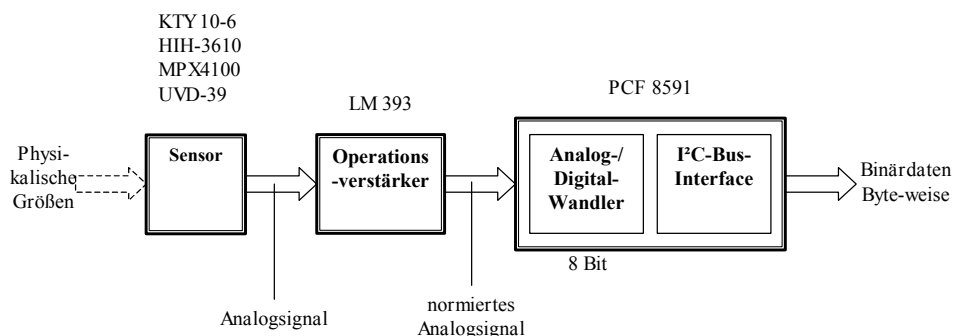 KTY 10-6
HIH-3610
MPX4100
UVD-39
LM 393
PCF 8591
Physi-
kalische
Größen
Sensor
Operations
-verstärker
Analog-/
Digital-
Wandler
I²C-Bus-
Interface
Binärdaten
Byte-weise
8 Bit
Analogsignal
normiertes
Analogsignal